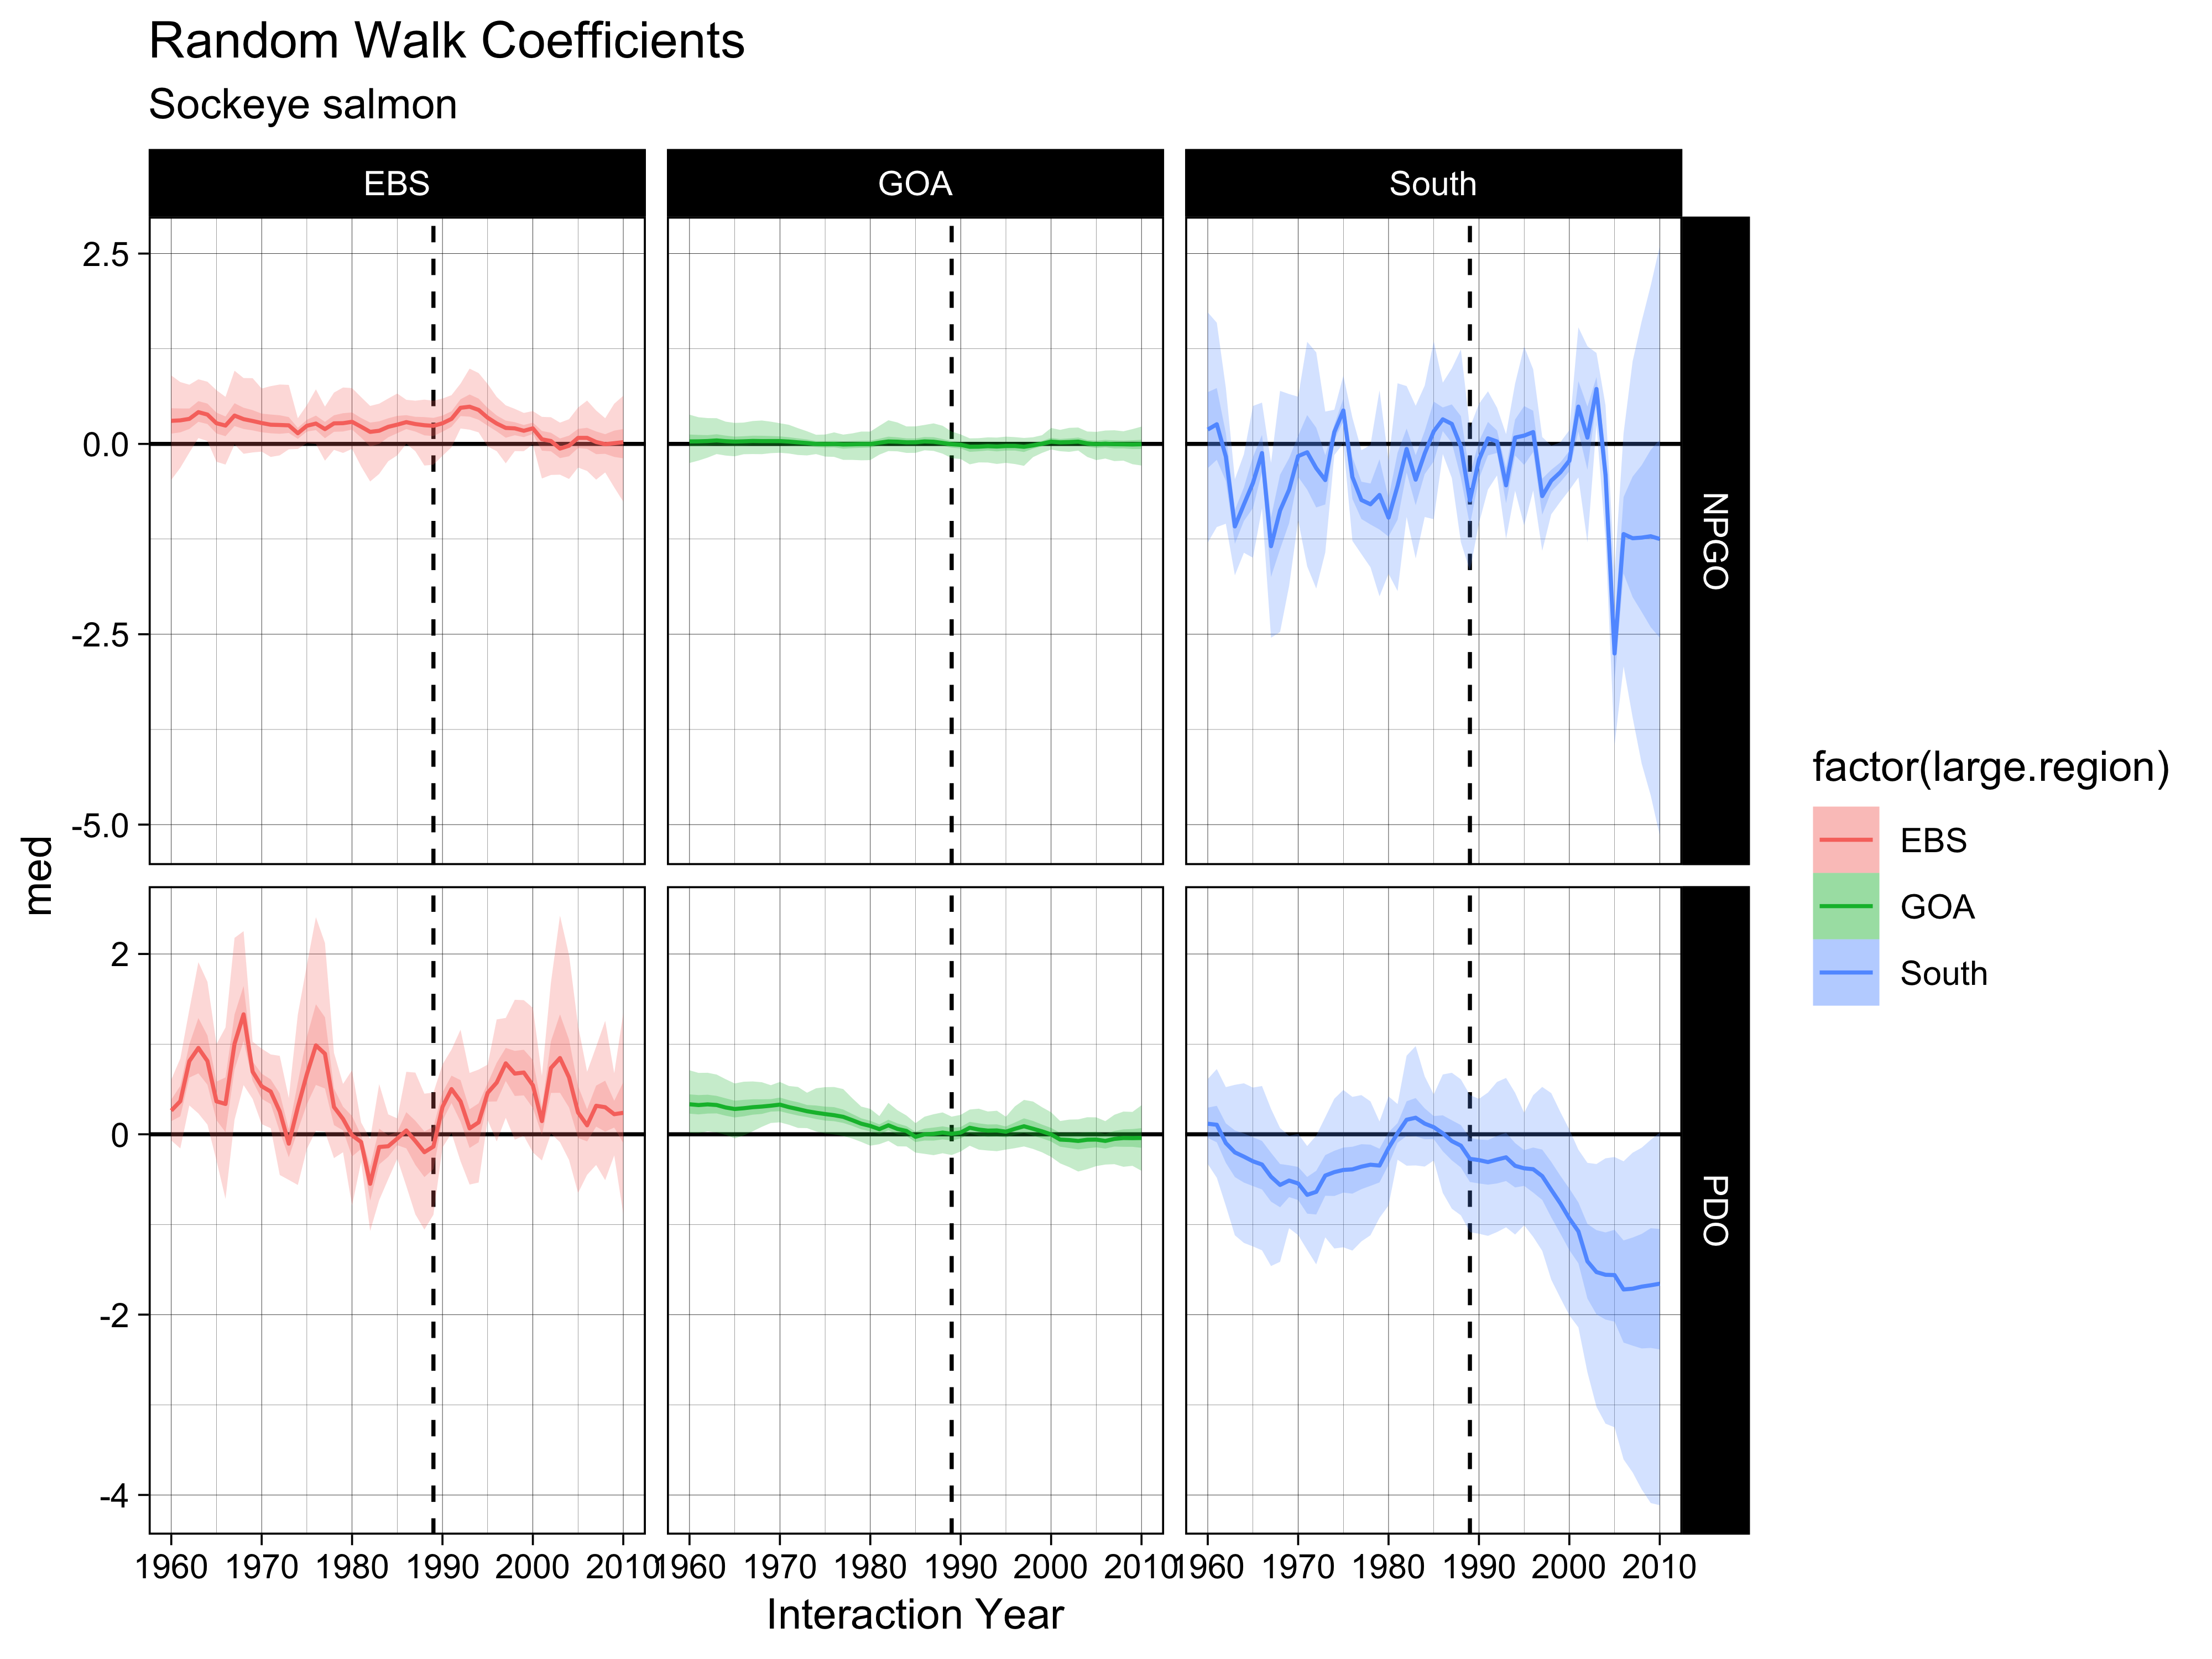 Random Walk Coefficients
Sockeye salmon
EBS
GOA
South
2.5
0.0
-2.5
-5.0
NPGO
med
2
0
-2
-4
PDO
1960 1970 1980 1990 2000 2010
1960 1970 1980 1990 2000 2010
1960 1970 1980 1990 2000 2010
Interaction Year
factor(large.region)
EBS
GOA
South